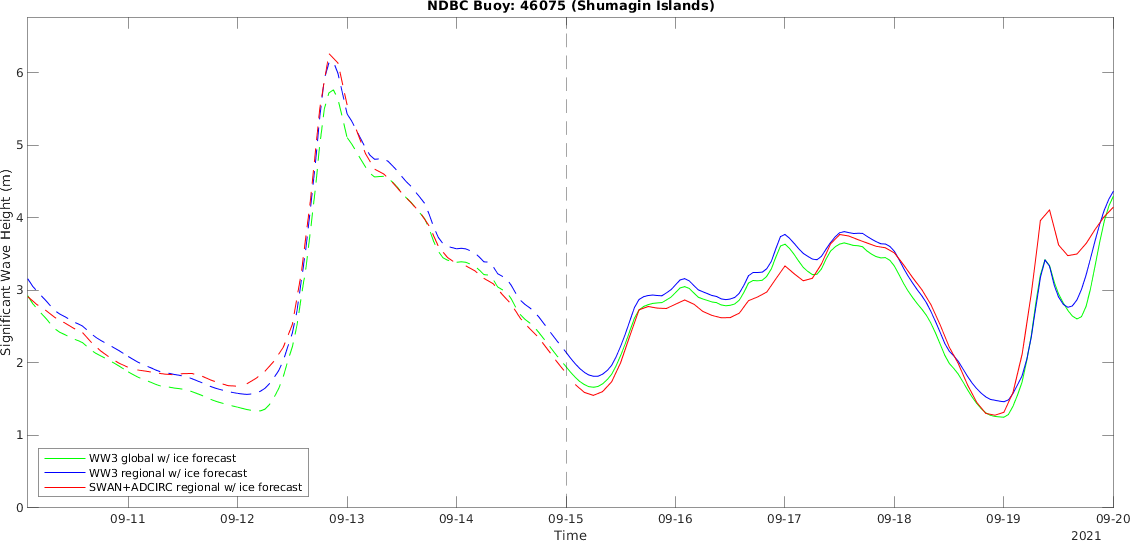 NDBC Buoy: 46075 (Shumagin Islands)
Significant Wave Height (m)
6
5
4
3
2
1
0
WW3 global w/ ice forecast
WW3 regional w/ ice forecast
SWAN+ADCIRC regional w/ ice forecast
09-11 09-12 09-13 09-14 09-15 09-16 09-17 09-18 09-19 09-20
Time
2021